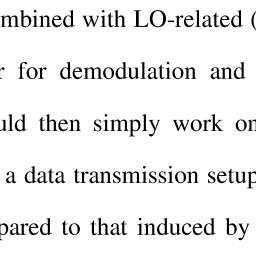 mbined with LO-related (
r for demodulation and
uld then simply work on
a data transmission setup
pared to that induced by